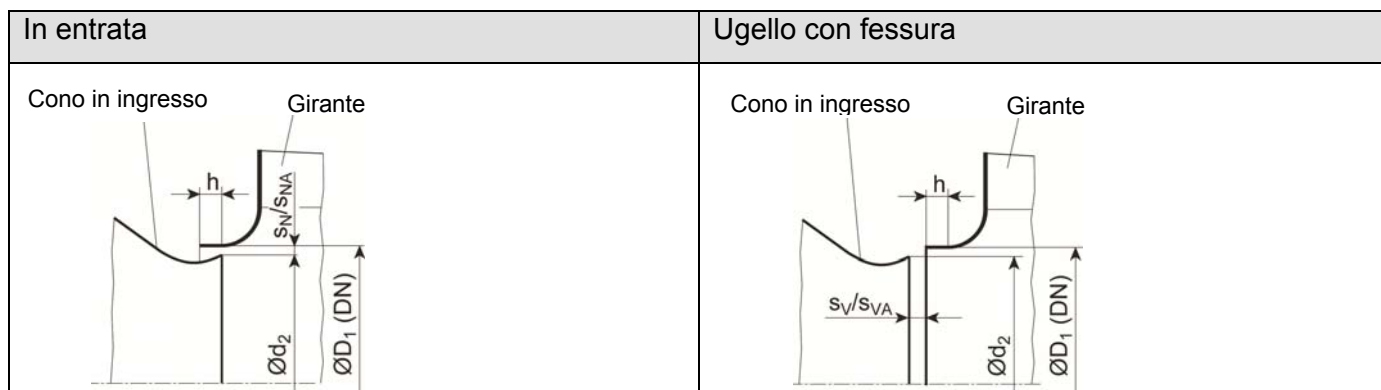 In entrata
Ugello con fessura
Cono in ingresso
Girante
h
sN/sNA
Ød2
ØD1 (DN)
Cono in ingresso
Girante
h
sV/sVA
Ød2
ØD1 (DN)